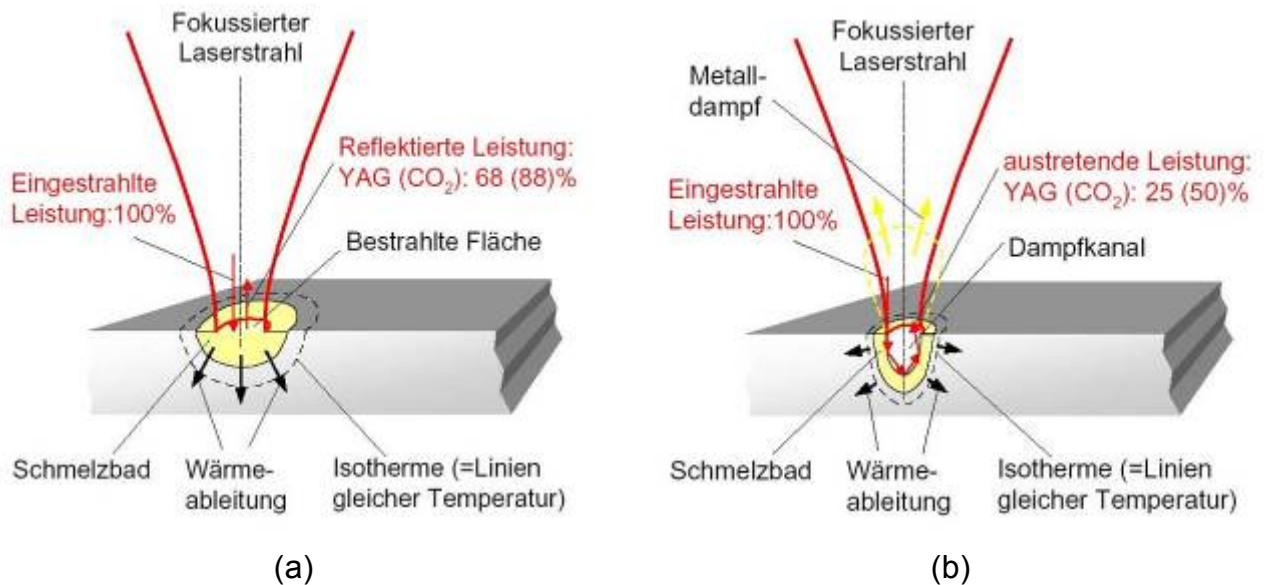 Fokussierter
Laserstrahl
Reflektierte Leistung:
YAG (CO₂): 68 (88)%
Eingestrahlte
Leistung:100%
Bestrahlte Fläche
Schmelzbad
Wärme-
ableitung
Isotherme (=Linien
gleicher Temperatur)
(a)
Fokussierter
Laserstrahl
Metall-
dampf
austretende Leistung:
YAG (CO₂): 25 (50)%
Eingestrahlte
Leistung:100%
Dampfkanal
Schmelzbad
Wärme-
ableitung
Isotherme (=Linien
gleicher Temperatur)
(b)